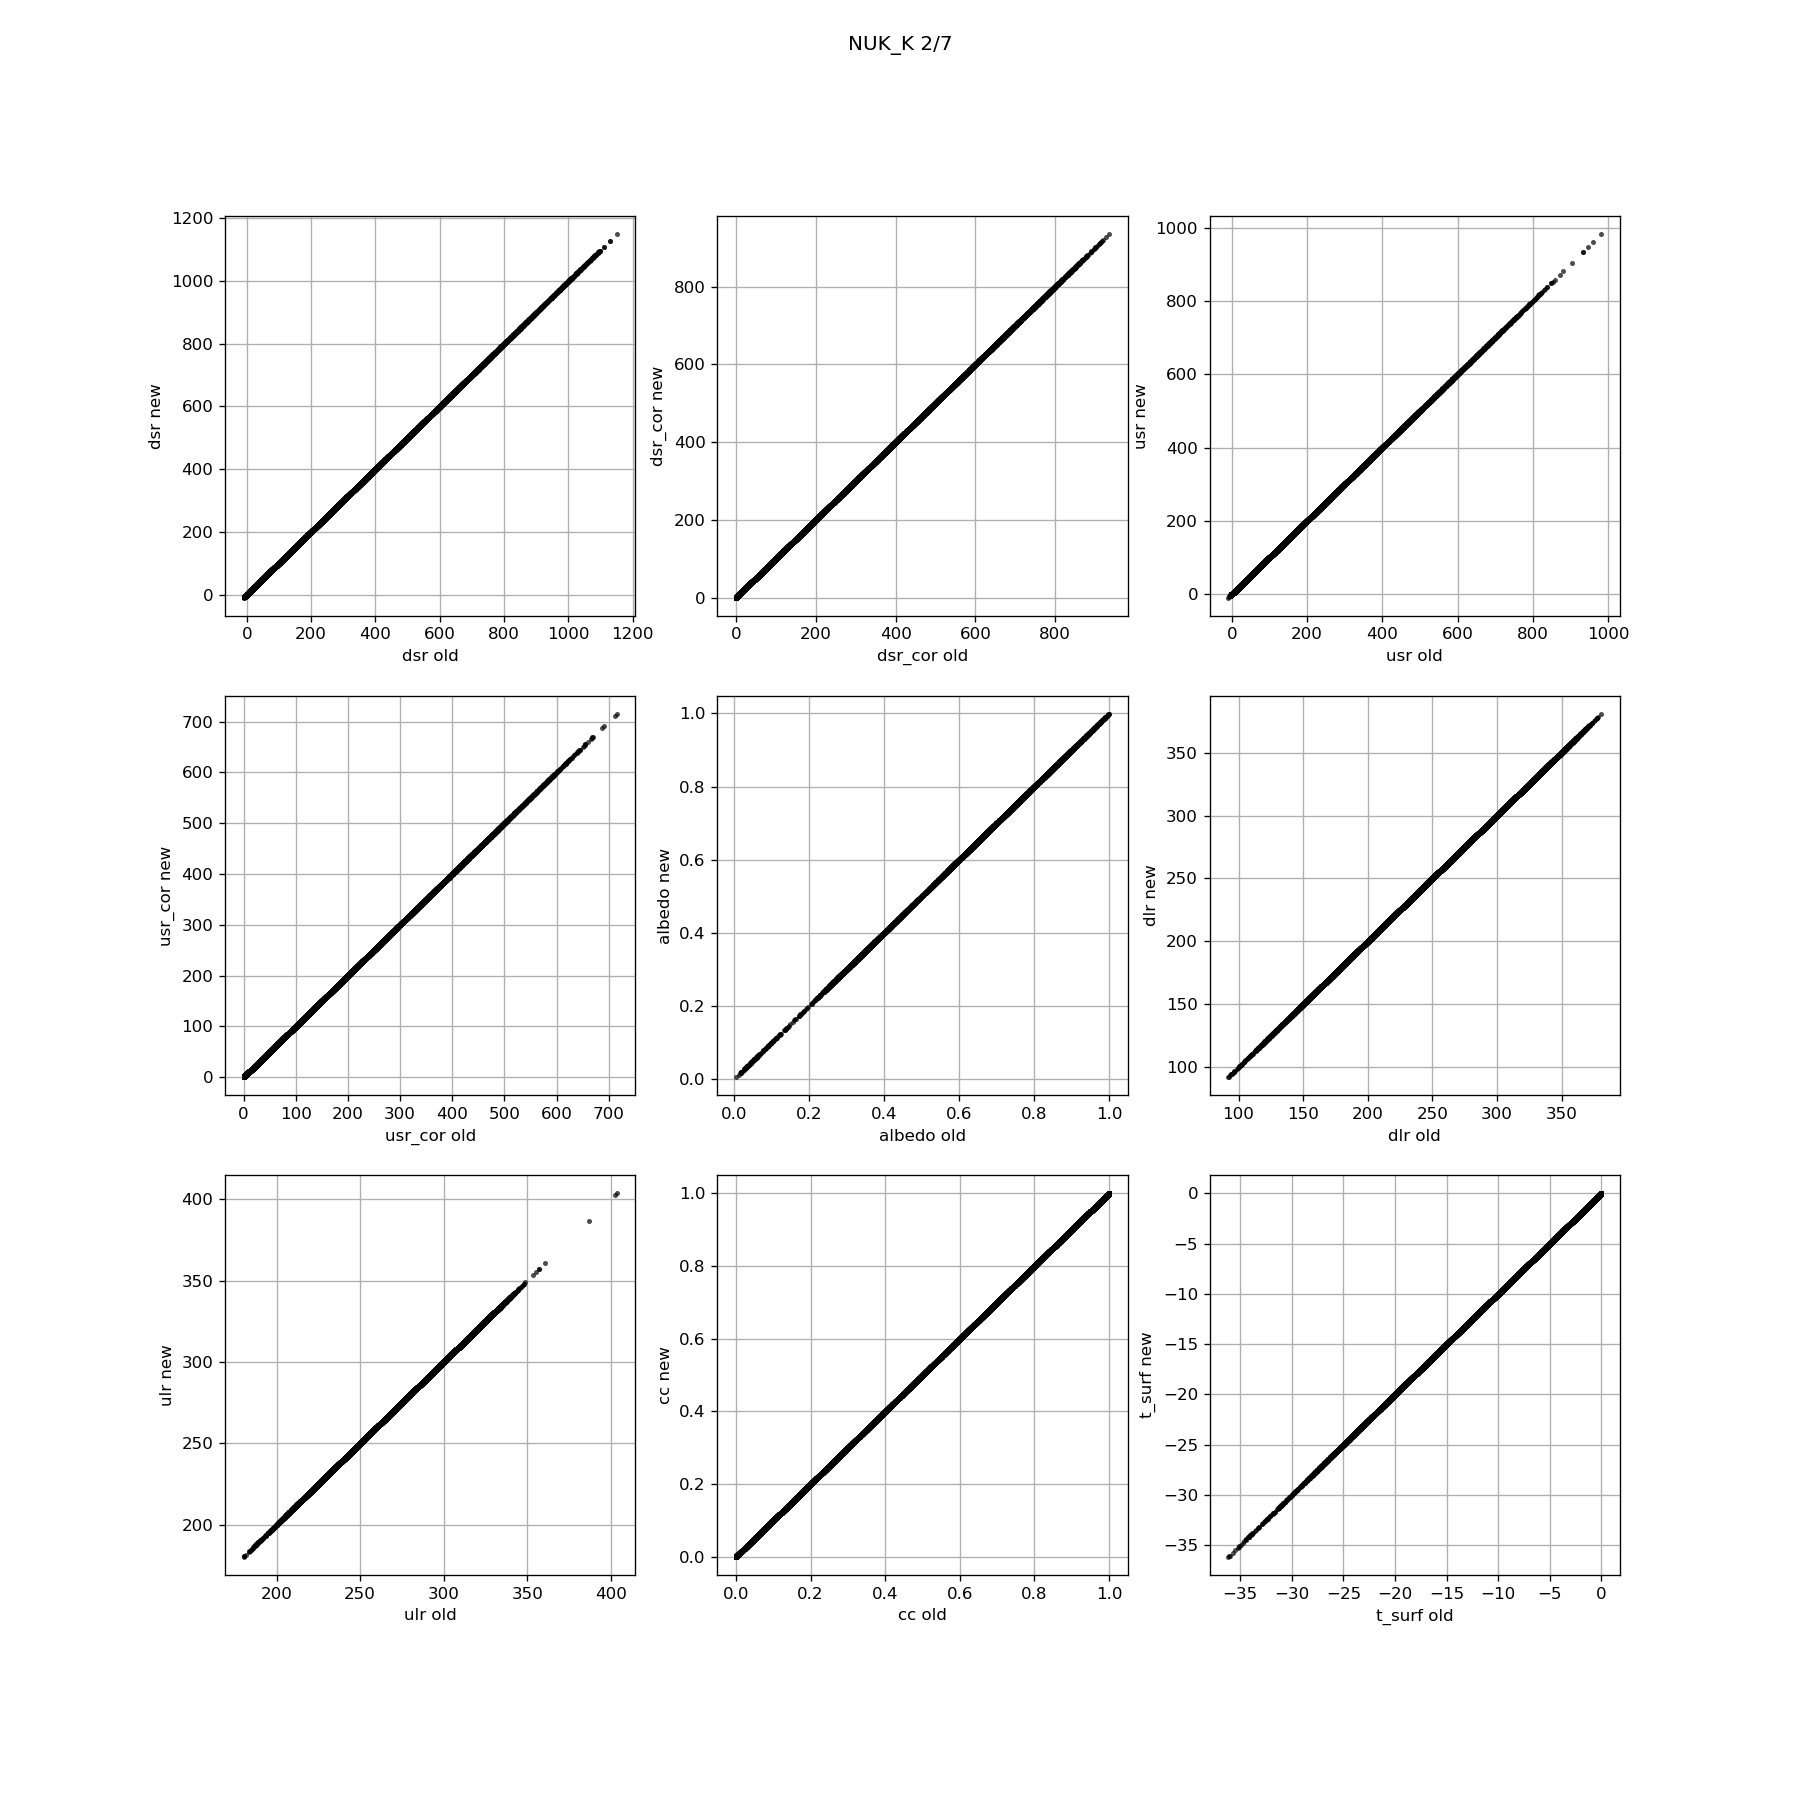 NUK_K 2/7
1200
1000
800
600
400
200
0
dsr new
0 200 400 600 800 1000 1200
dsr old
800
600
400
200
0
dsr_cor new
0 200 400 600 800
dsr_cor old
1000
800
600
400
200
0
usr new
0 200 400 600 800 1000
usr old
700
600
500
400
300
200
100
0
usr_cor new
0 100 200 300 400 500 600 700
usr_cor old
1.0
0.8
0.6
0.4
0.2
0.0
albedo new
0.0 0.2 0.4 0.6 0.8 1.0
albedo old
350
300
250
200
150
100
dlr new
100 150 200 250 300 350
dlr old
400
350
300
250
200
ulr new
200 250 300 350 400
ulr old
1.0
0.8
0.6
0.4
0.2
0.0
cc new
0.0 0.2 0.4 0.6 0.8 1.0
cc old
0
−5
−10
−15
−20
−25
−30
−35
t_surf new
−35 −30 −25 −20 −15 −10 −5 0
t_surf old